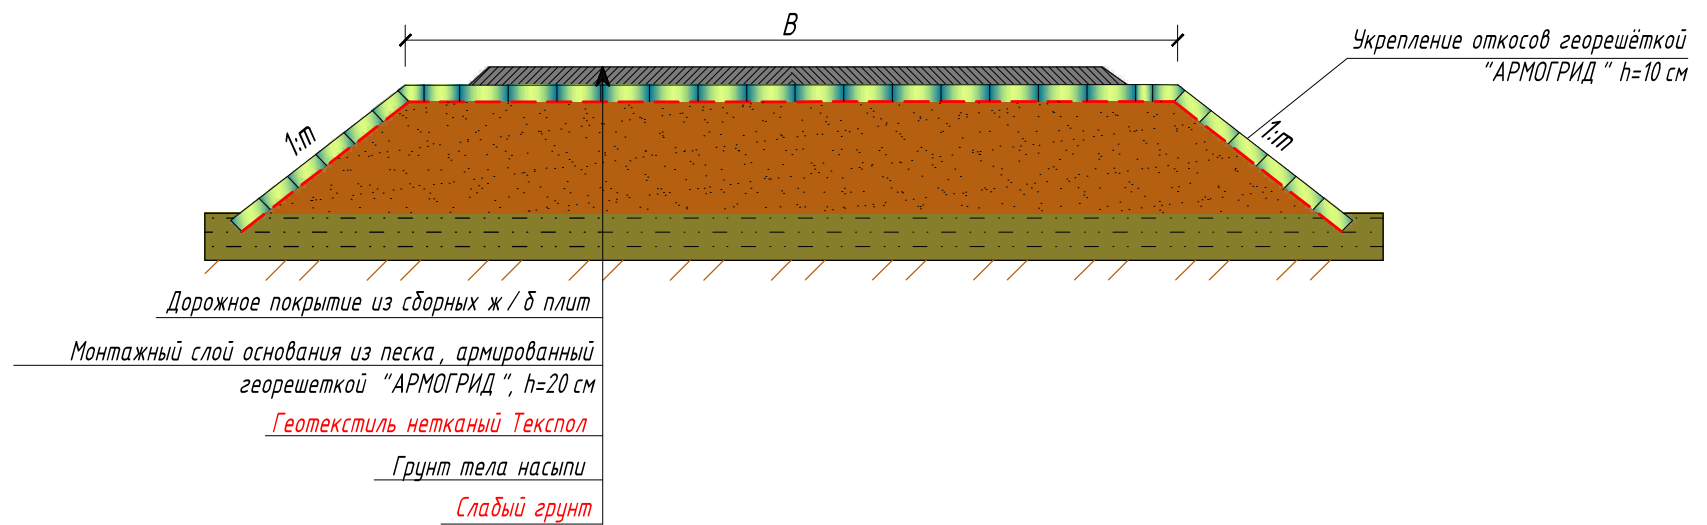 В
Укрепление откосов георешёткой
"АРМОГРИД " h=10 см
1:m
1:m
Дорожное покрытие из сборных ж / б плит
Монтажный слой основания из песка , армированный
георешеткой "АРМОГРИД ", h=20 см
Геотекстиль нетканый Текспол
Грунт тела насыпи
Слабый грунт